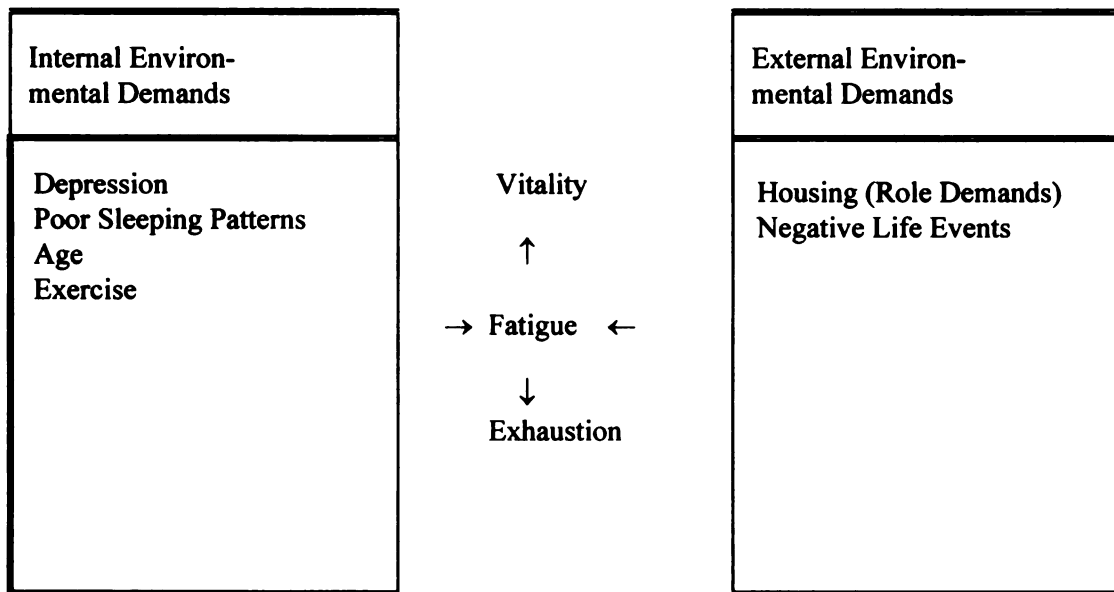 Internal Environ-
mental Demands
Depression
Poor Sleeping Patterns
Age
Exercise
Vitality
↑
→ Fatigue ←
↓
Exhaustion
External Environ-
mental Demands
Housing (Role Demands)
Negative Life Events